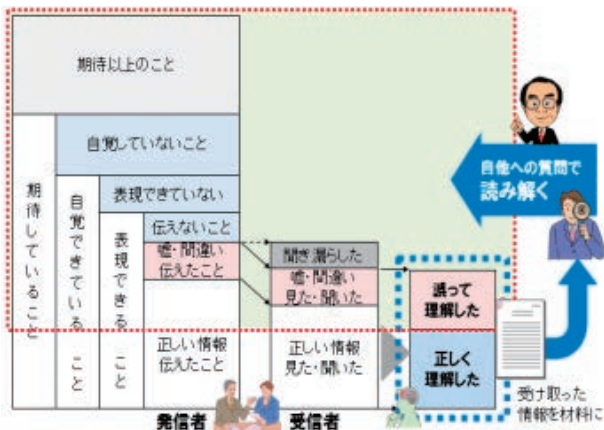 期待以上のこと
自覚していないこと
表現できていない
伝えないこと
嘘・間違い
伝えたこと
正しい情報
伝えたこと
期待していること
自覚できている こと
表現できる こと
聞き漏らした
嘘・間違い
見た・聞いた
正しい情報
見た・聞いた
誤って
理解した
正しく
理解した
自他への質問で
読み解く
受け取った
情報を材料に
発信者
受信者